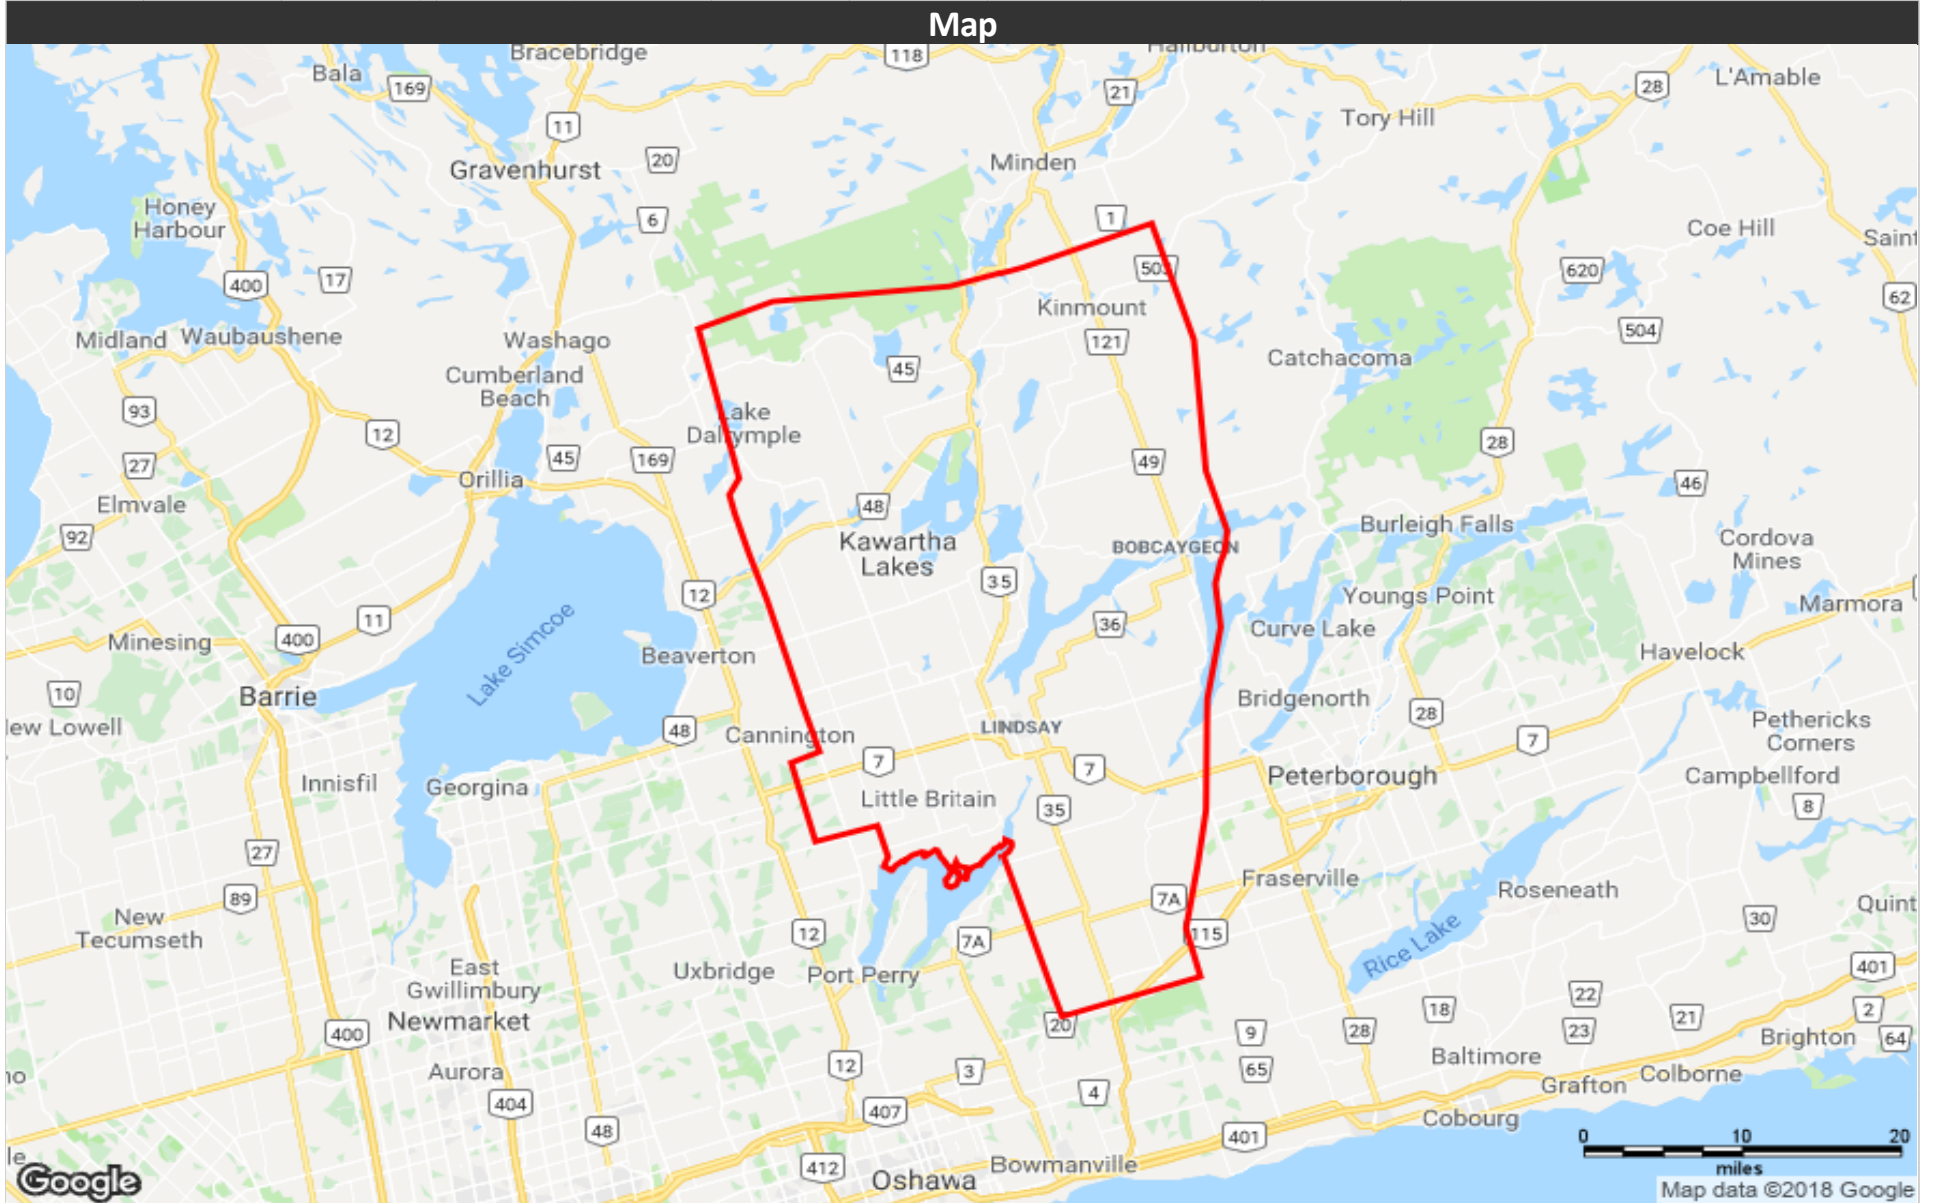 Map
Bracebridge
118
Haliburton
Bala
169
21
28
L'Amable
11
Tory Hill
Gravenhurst
20
Minden
Honey
Harbour
6
1
Coe Hill
Saint
400
17
503
620
62
Kinmount
Midland
Waubaushene
Washago
121
504
Catchacoma
45
Cumberland
Beach
93
Lake
Dalrymple
12
28
27
45
169
49
Orillia
46
Elmvale
48
92
Burleigh Falls
Kawartha
Lakes
BOBCAYGEON
Cordova
Mines
35
12
Youngs Point
Marmora
11
36
400
Minesing
Lake Simcoe
Curve Lake
Beaverton
Havelock
10
Barrie
Bridgenorth
28
ew Lowell
48
Cannington
LINDSAY
Pethericks
Corners
7
7
7
Innisfil
Georgina
Peterborough
Campbellford
Little Britain
35
8
27
89
7A
Fraserville
Roseneath
New
Tecumseth
30
Quint
12
7A
115
Rice Lake
East
Gwillimbury
Uxbridge
Port Perry
401
22
18
2
Newmarket
20
400
9
28
23
21
Brighton
64
12
3
65
Baltimore
Aurora
Grafton
Colborne
4
404
407
Cobourg
48
401
0 10 20
miles
412
Oshawa
Bowmanville
Google
Map data ©2018 Google